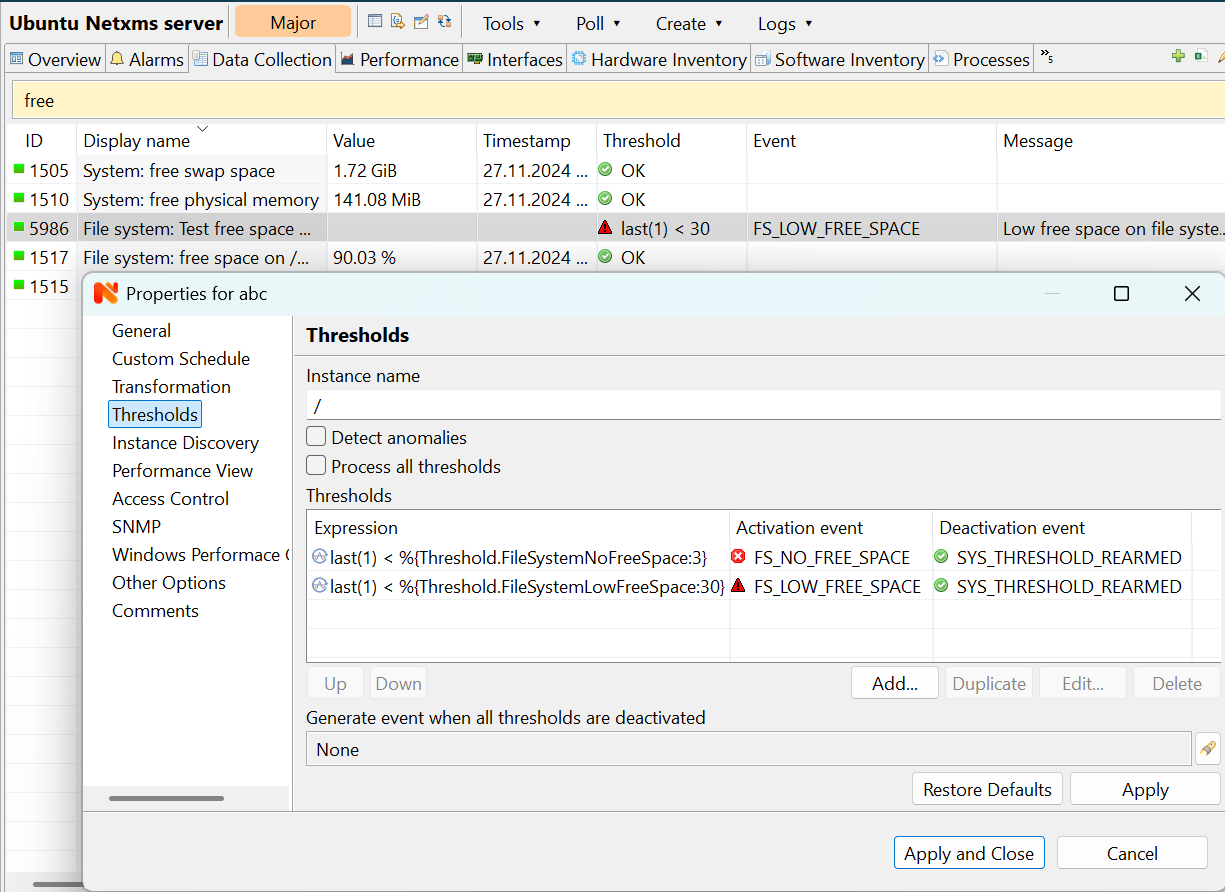 Ubuntu Netxms server Major Tools Poll Create Logs
Overview Alarms Data Collection Performance Interfaces Hardware Inventory Software Inventory Processes »5
free
ID Display name Value Timestamp Threshold Event Message
1505 System: free swap space 1.72 GiB 27.11.2024 ... OK
1510 System: free physical memory 141.08 MiB 27.11.2024 ... OK
5986 File system: Test free space ... last(1) < 30 FS_LOW_FREE_SPACE Low free space on file syste...
1517 File system: free space on /... 90.03 % 27.11.2024 ... OK
1515
Properties for abc
General
Custom Schedule
Transformation
Thresholds
Instance Discovery
Performance View
Access Control
SNMP
Windows Performace C
Other Options
Comments
Thresholds
Instance name
/
Detect anomalies
Process all thresholds
Thresholds
Expression Activation event Deactivation event
last(1) < %{Threshold.FileSystemNoFreeSpace:3} FS_NO_FREE_SPACE SYS_THRESHOLD_REARMED
last(1) < %{Threshold.FileSystemLowFreeSpace:30} FS_LOW_FREE_SPACE SYS_THRESHOLD_REARMED
Up Down Add... Duplicate Edit... Delete
Generate event when all thresholds are deactivated
None
Restore Defaults Apply
Apply and Close Cancel